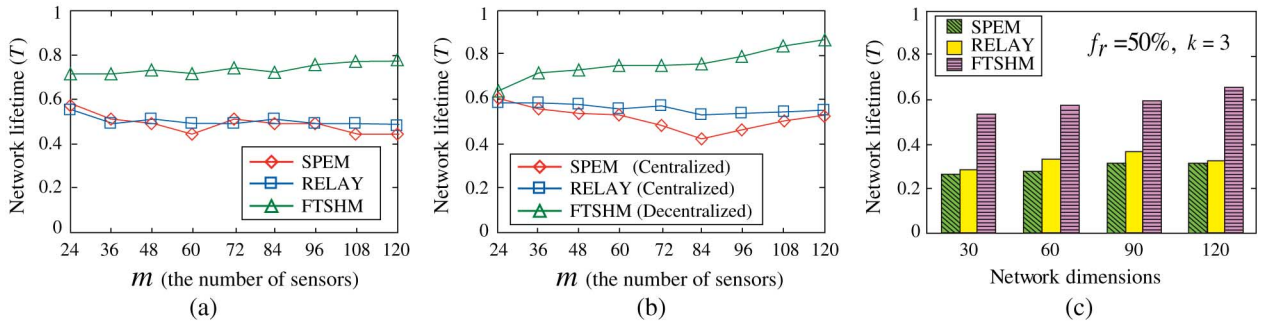 Network lifetime (T)
1
0.8
0.6
0.4
0.2
0
SPEM
RELAY
FTSHM
24 36 48 60 72 84 96 108 120
m (the number of sensors)
(a)
Network lifetime (T)
1
0.8
0.6
0.4
0.2
0
SPEM (Centralized)
RELAY (Centralized)
FTSHM (Decentralized)
24 36 48 60 72 84 96 108 120
m (the number of sensors)
(b)
Network lifetime (T)
1
0.8
0.6
0.4
0.2
0
SPEM
RELAY
FTSHM
f_r =50%, k = 3
30 60 90 120
Network dimensions
(c)